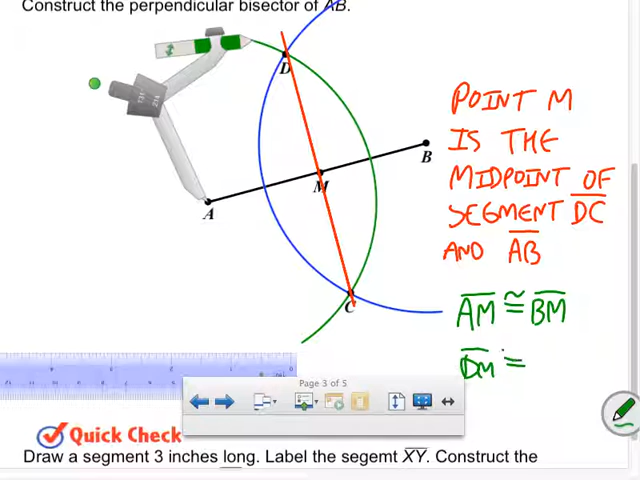 Construct the perpendicular bisector of AB.
D
POINT M
IS THE
MIDPOINT OF
SEGMENT DC
AND AB
B
M
A
C
AM ≅ BM
DM =
Page 3 of 5
Quick Check
Draw a segment 3 inches long. Label the segemt XY. Construct the